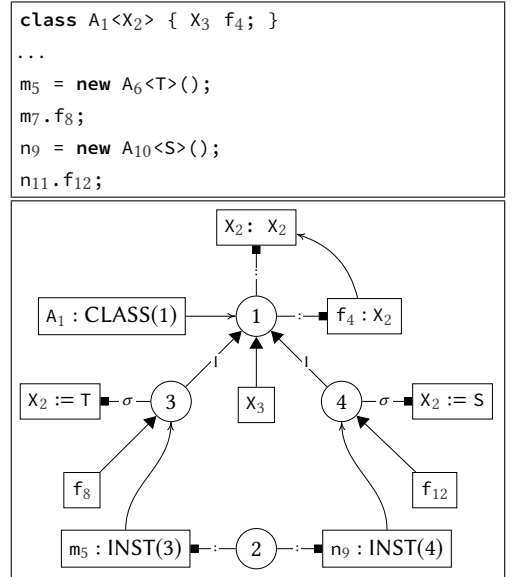 class A₁<X₂> { X₃ f₄; }
...
m₅ = new A₆<T>();
m₇.f₈;
n₉ = new A₁₀<S>();
n₁₁.f₁₂;
X₂: X₂
:
A₁ : CLASS(1) 1 : f₄ : X₂
I I
X₂ := T σ 3 X₃ 4 σ X₂ := S
f₈ f₁₂
m₅ : INST(3) : 2 : n₉ : INST(4)